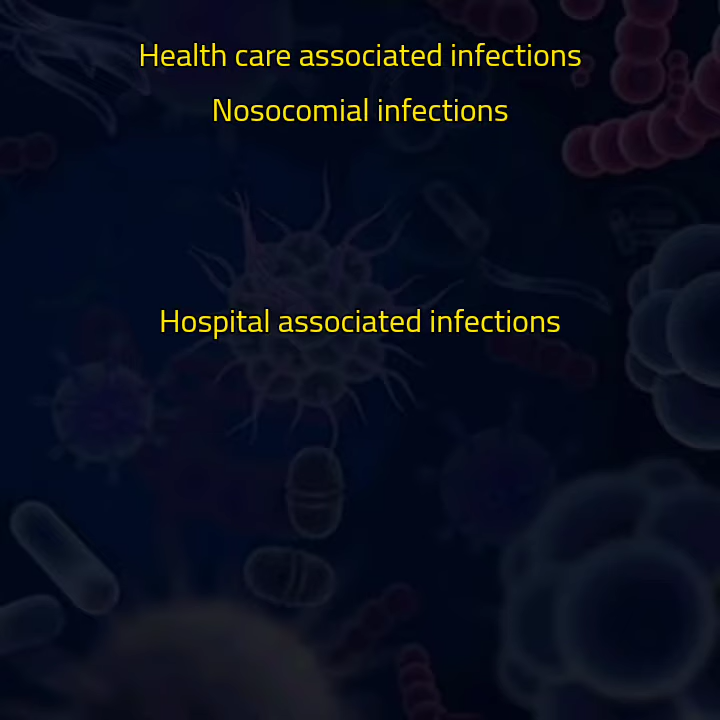 Health care associated infections
Nosocomial infections
Hospital associated infections